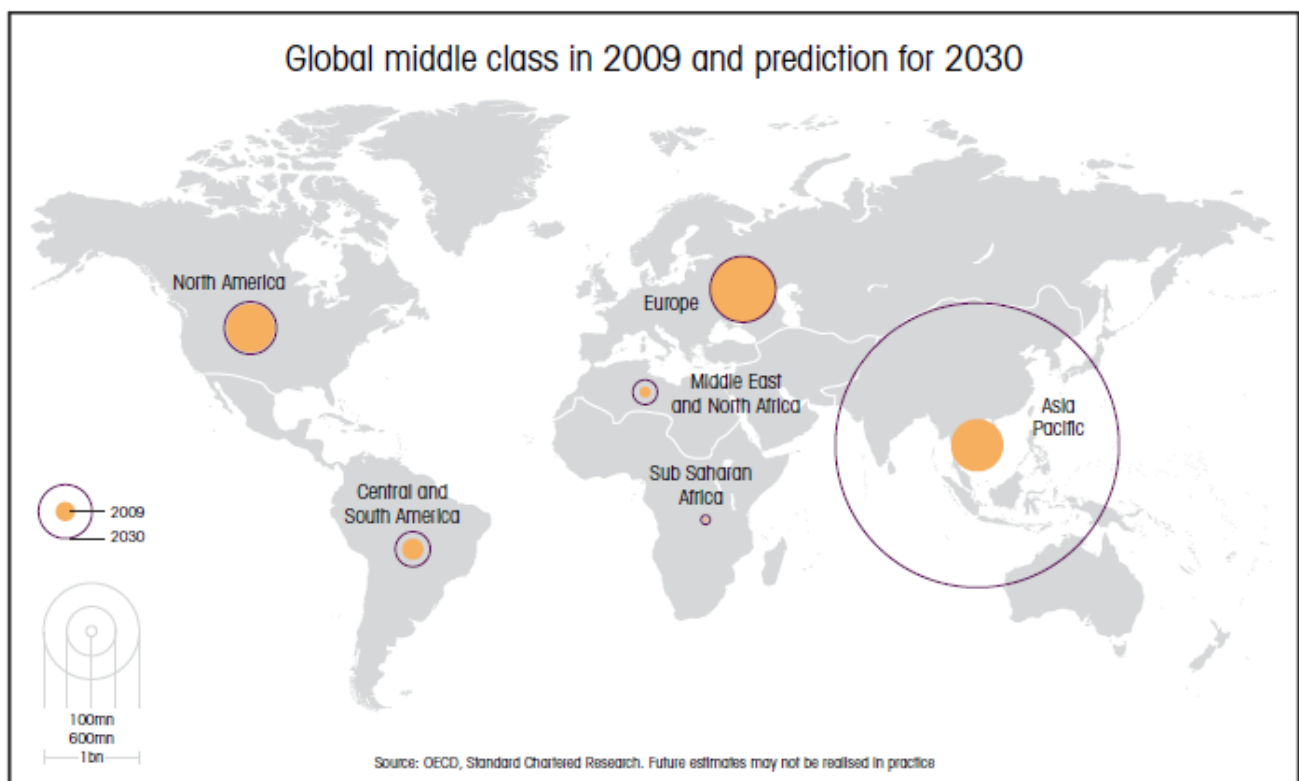 Global middle class in 2009 and prediction for 2030
North America
Europe
Middle East
and North Africa
Asia
Pacific
Sub Saharan
Africa
Central and
South America
2009
2030
100mn
600mn
1bn
Source: OECD, Standard Chartered Research. Future estimates may not be realised in practice